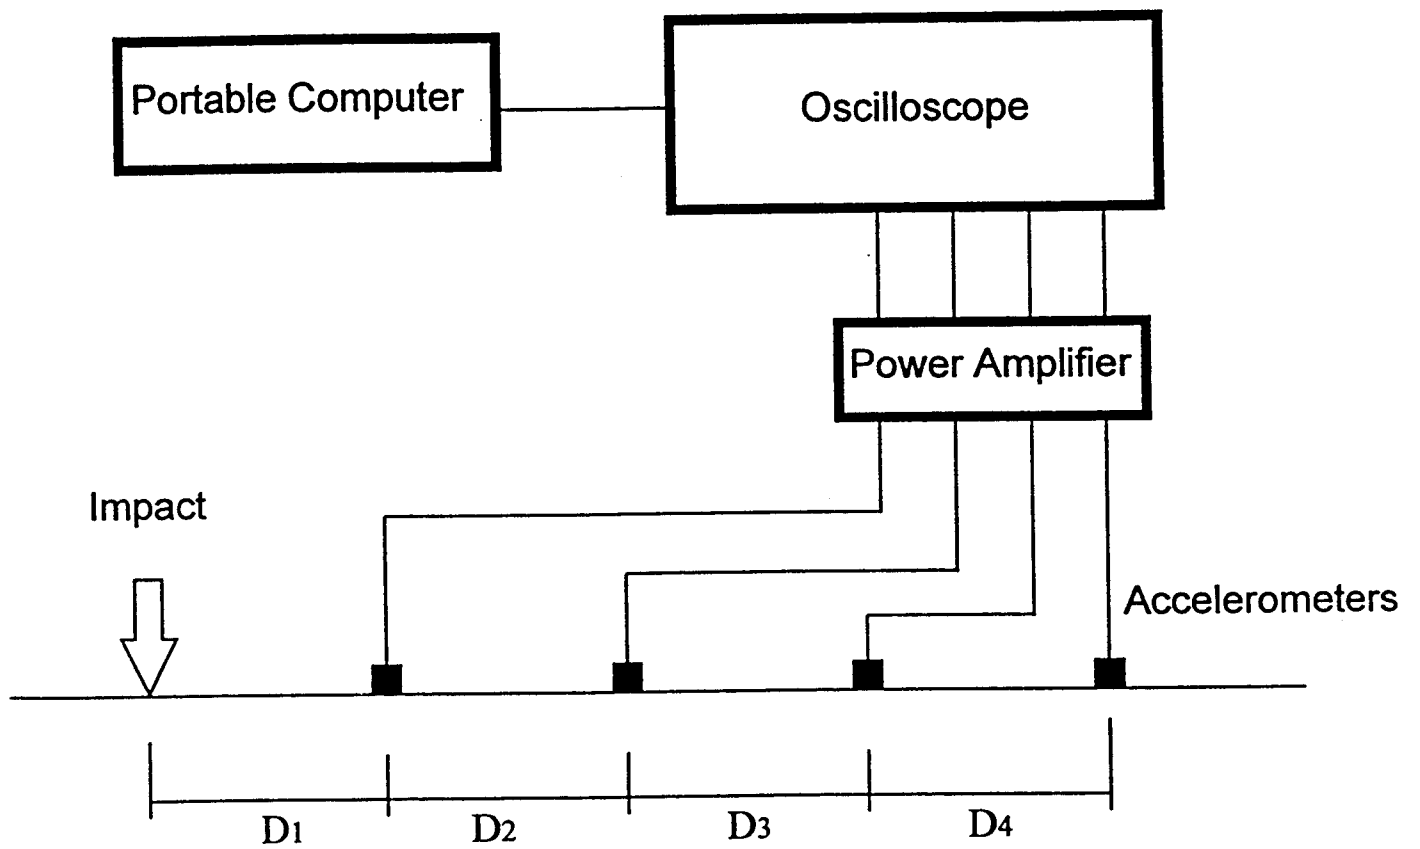 Portable Computer
Oscilloscope
Power Amplifier
Impact
Accelerometers
D1
D2
D3
D4